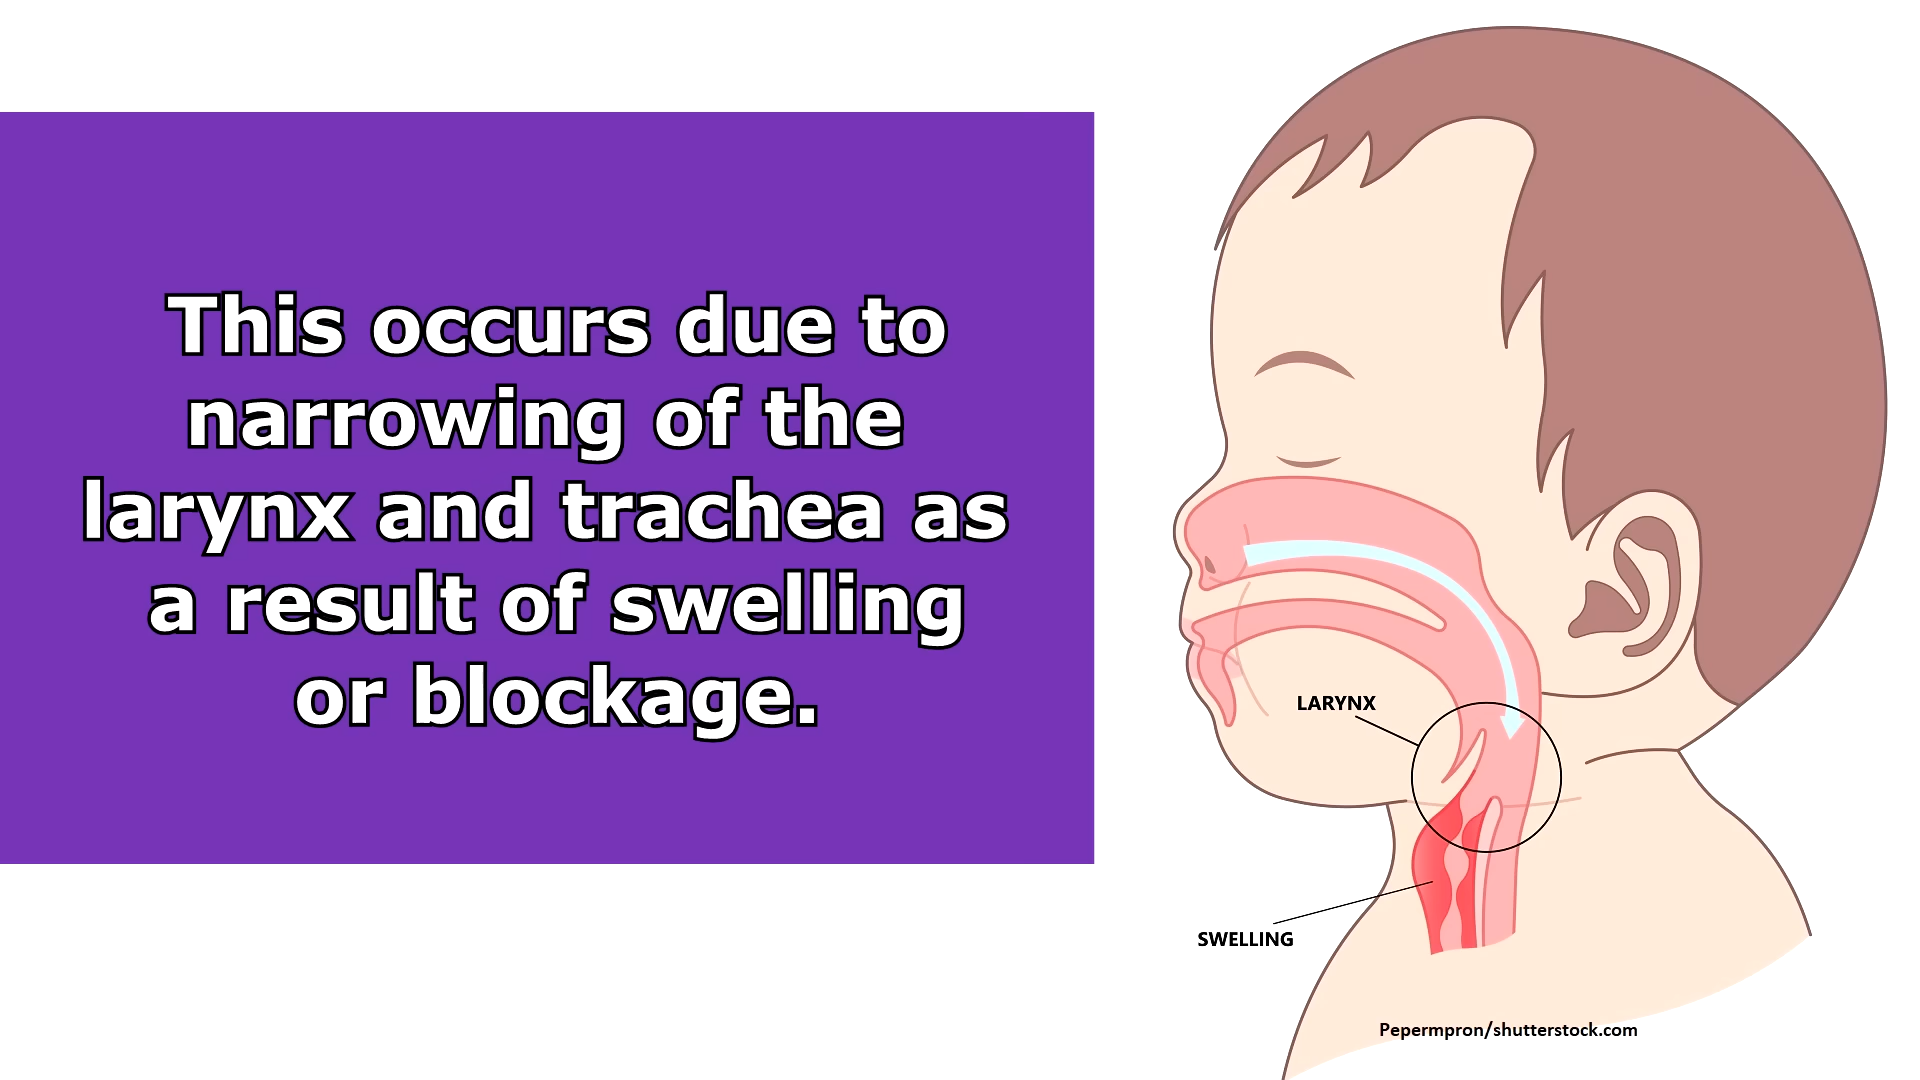 This occurs due to
narrowing of the
larynx and trachea as
a result of swelling
or blockage.
LARYNX
SWELLING
Pepermpron/shutterstock.com